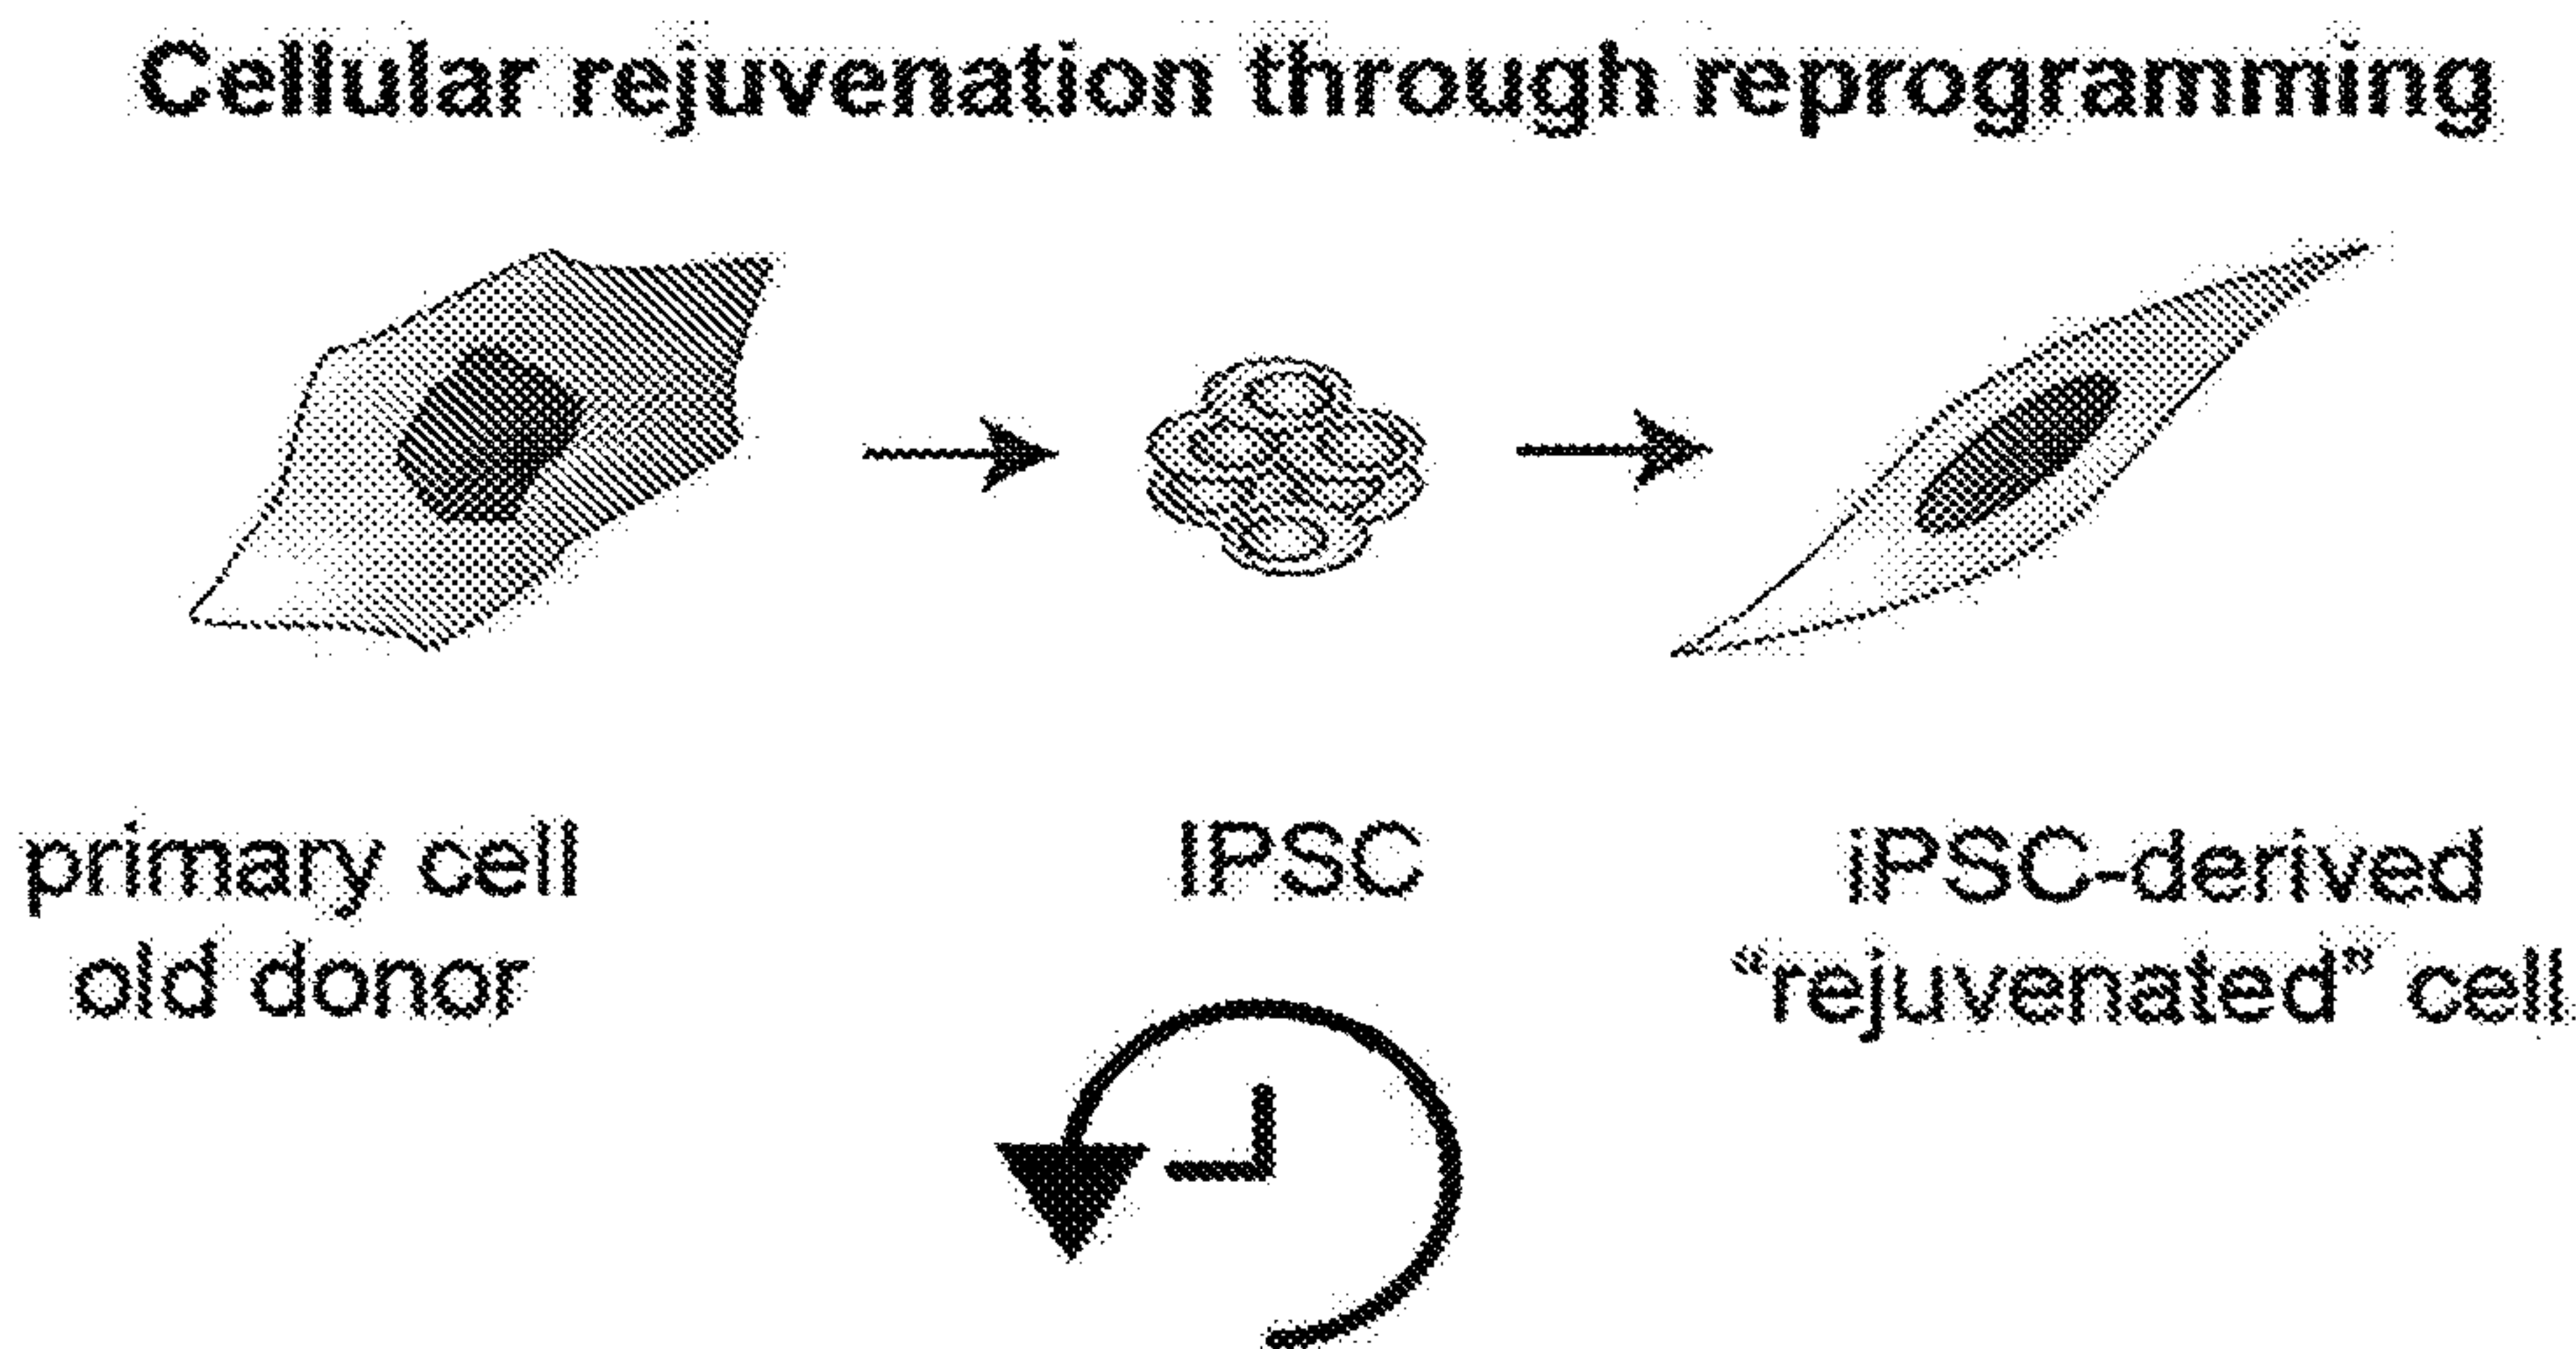 Cellular rejuvenation through reprogramming
primary cell
old donor
iPSC
iPSC-derived
“rejuvenated” cell